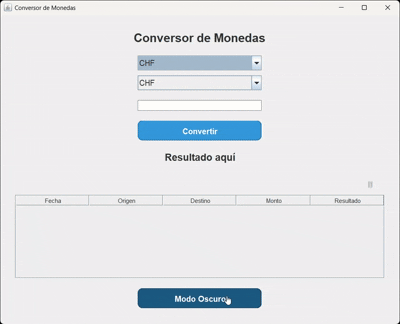 Conversor de Monedas
Conversor de Monedas
CHF
CHF
Convertir
Resultado aquí
Fecha Origen Destino Monto Resultado
Modo Oscuro